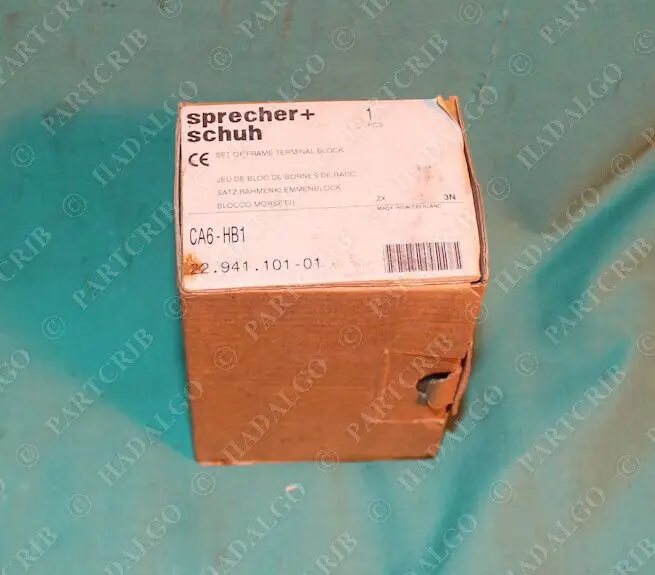 sprecher+
schuh
1
PCS
CE SET OF FRAME TERMINAL BLOCK
JEU DE BLOC DE BORNES DE RACC
SATZ RAHMENKLEMMENBLOCK
BLOCCO MORSETTI
2X 3N
MADE IN SWITZERLAND
CA6-HB1
22.941.101-01
© PARTCRIB
© HADALGO